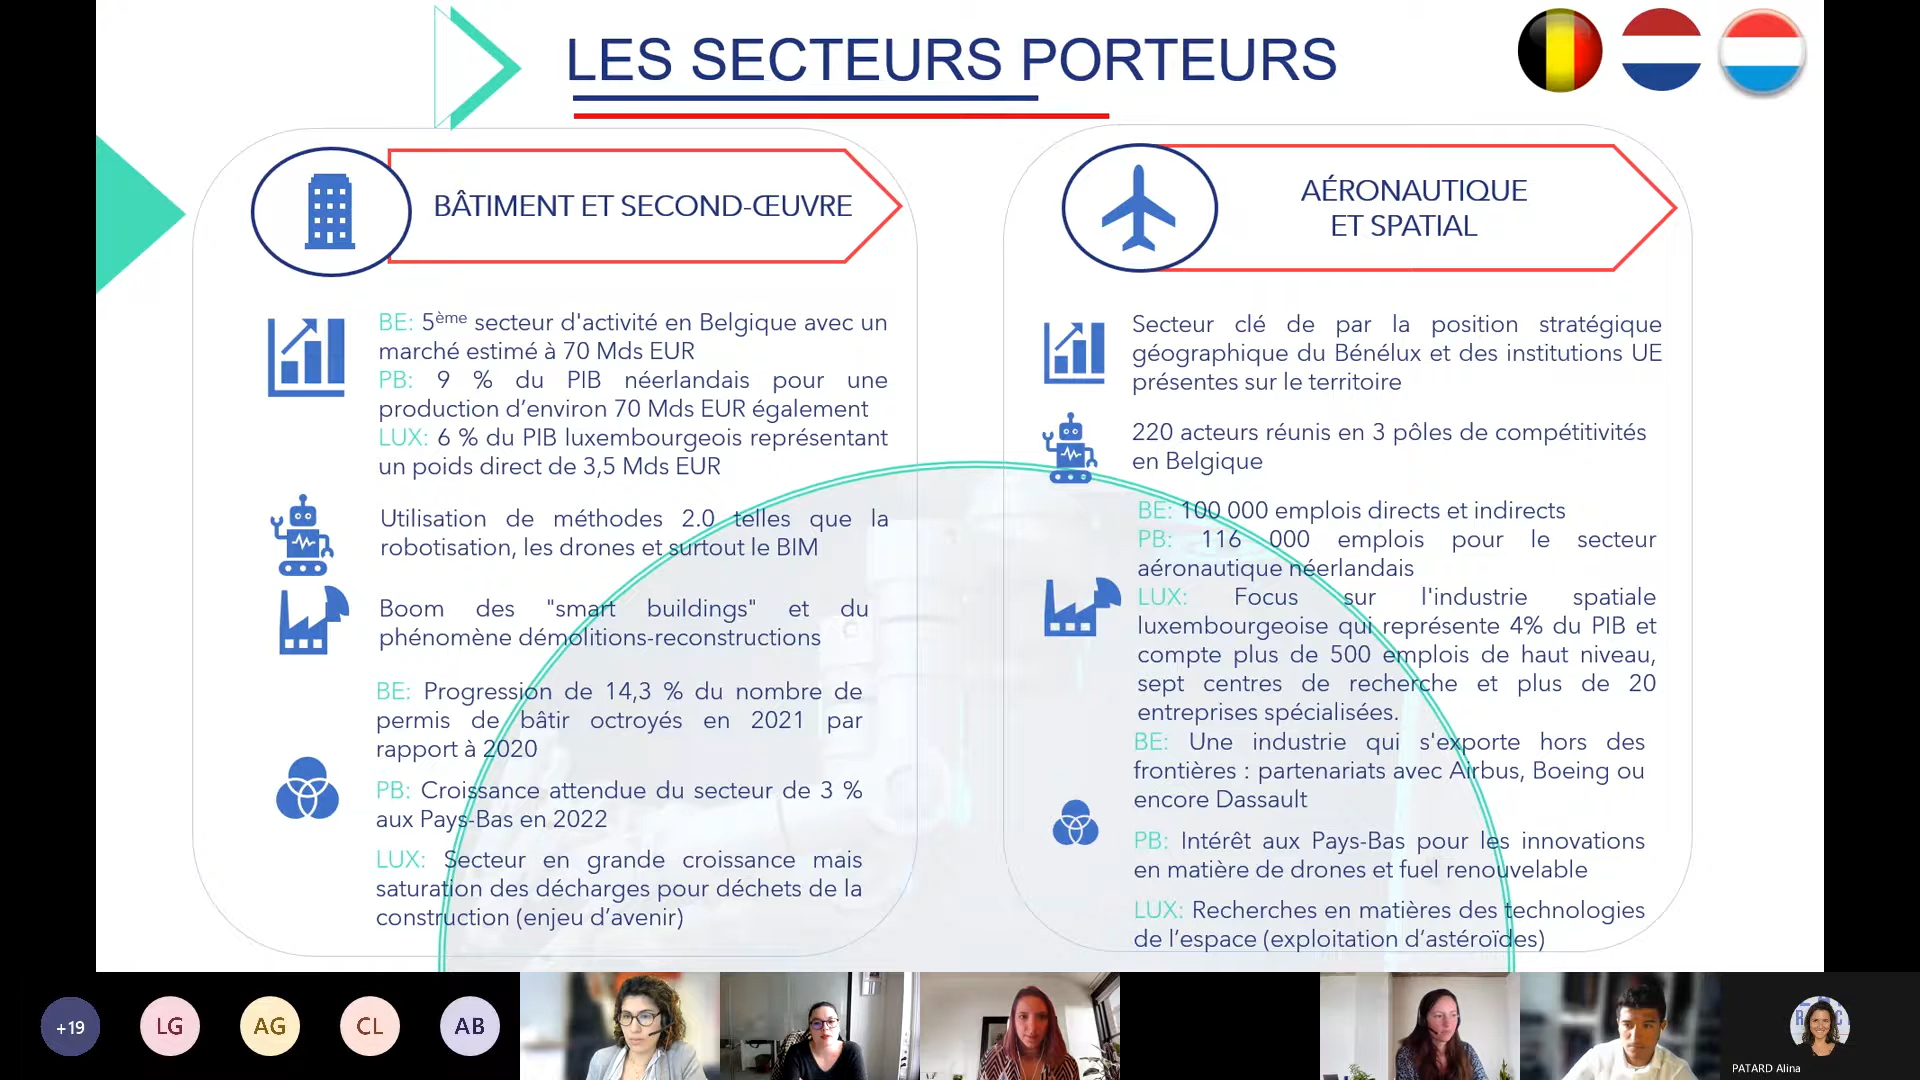 LES SECTEURS PORTEURS
BÂTIMENT ET SECOND-ŒUVRE
BE: 5ème secteur d'activité en Belgique avec un
marché estimé à 70 Mds EUR
PB: 9 % du PIB néerlandais pour une
production d’environ 70 Mds EUR également
LUX: 6 % du PIB luxembourgeois représentant
un poids direct de 3,5 Mds EUR
Utilisation de méthodes 2.0 telles que la
robotisation, les drones et surtout le BIM
Boom des "smart buildings" et du
phénomène démolitions-reconstructions
BE: Progression de 14,3 % du nombre de
permis de bâtir octroyés en 2021 par
rapport à 2020
PB: Croissance attendue du secteur de 3 %
aux Pays-Bas en 2022
LUX: Secteur en grande croissance mais
saturation des décharges pour déchets de la
construction (enjeu d’avenir)
AÉRONAUTIQUE
ET SPATIAL
Secteur clé de par la position stratégique
géographique du Bénélux et des institutions UE
présentes sur le territoire
220 acteurs réunis en 3 pôles de compétitivités
en Belgique
BE: 100 000 emplois directs et indirects
PB: 116 000 emplois pour le secteur
aéronautique néerlandais
LUX: Focus sur l'industrie spatiale
luxembourgeoise qui représente 4% du PIB et
compte plus de 500 emplois de haut niveau,
sept centres de recherche et plus de 20
entreprises spécialisées.
BE: Une industrie qui s'exporte hors des
frontières : partenariats avec Airbus, Boeing ou
encore Dassault
PB: Intérêt aux Pays-Bas pour les innovations
en matière de drones et fuel renouvelable
LUX: Recherches en matières des technologies
de l’espace (exploitation d’astéroïdes)
+19
LG
AG
CL
AB
PATARD Alina